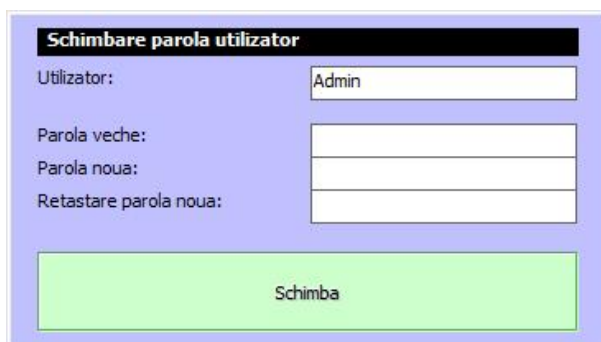 Schimbare parola utilizator
Utilizator: Admin
Parola veche:
Parola noua:
Retastare parola noua:
Schimba